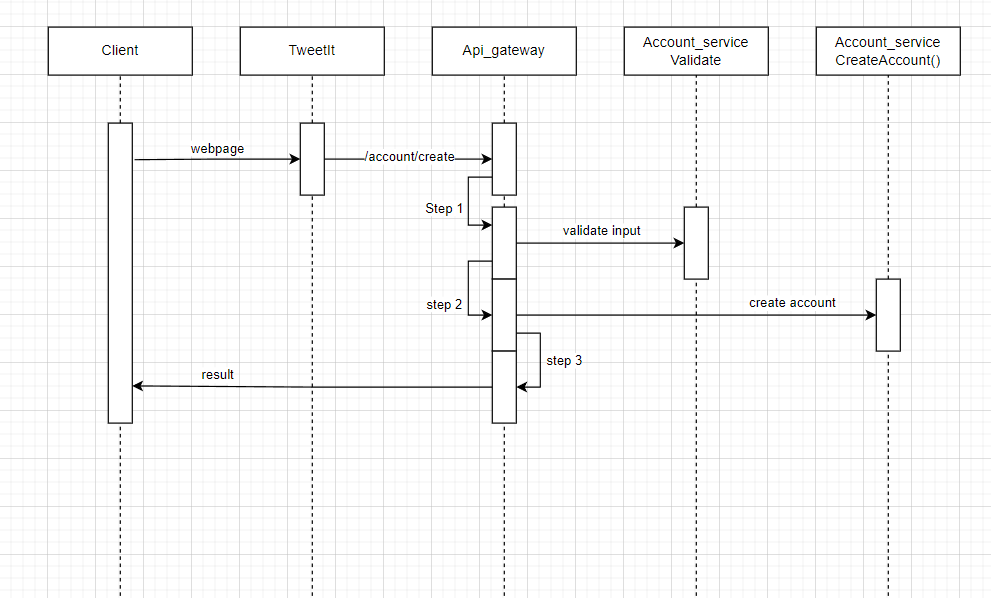 Client
TweetIt
Api_gateway
Account_service
Validate
Account_service
CreateAccount()
webpage
/account/create
Step 1
validate input
step 2
create account
step 3
result